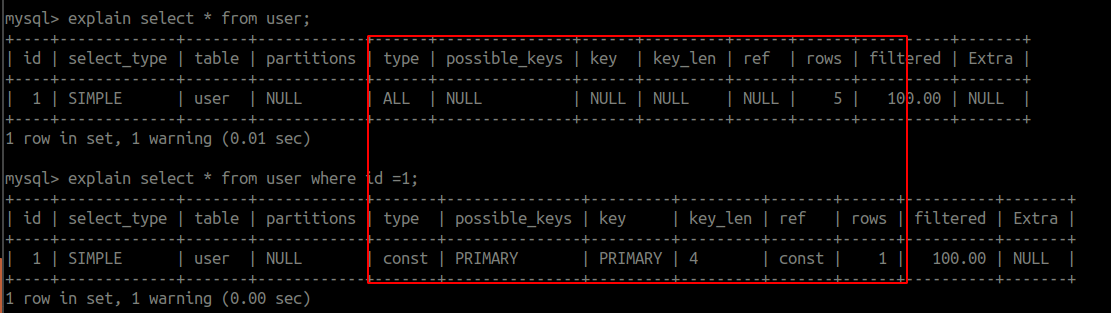 mysql> explain select * from user;
+----+-------------+-------+------------+------+---------------+------+---------+------+------+----------+-------+
| id | select_type | table | partitions | type | possible_keys | key | key_len | ref | rows | filtered | Extra |
+----+-------------+-------+------------+------+---------------+------+---------+------+------+----------+-------+
| 1 | SIMPLE | user | NULL | ALL | NULL | NULL | NULL | NULL | 5 | 100.00 | NULL |
+----+-------------+-------+------------+------+---------------+------+---------+------+------+----------+-------+
1 row in set, 1 warning (0.01 sec)
mysql> explain select * from user where id =1;
+----+-------------+-------+------------+-------+---------------+---------+---------+-------+------+----------+-------+
| id | select_type | table | partitions | type | possible_keys | key | key_len | ref | rows | filtered | Extra |
+----+-------------+-------+------------+-------+---------------+---------+---------+-------+------+----------+-------+
| 1 | SIMPLE | user | NULL | const | PRIMARY | PRIMARY | 4 | const | 1 | 100.00 | NULL |
+----+-------------+-------+------------+-------+---------------+---------+---------+-------+------+----------+-------+
1 row in set, 1 warning (0.00 sec)